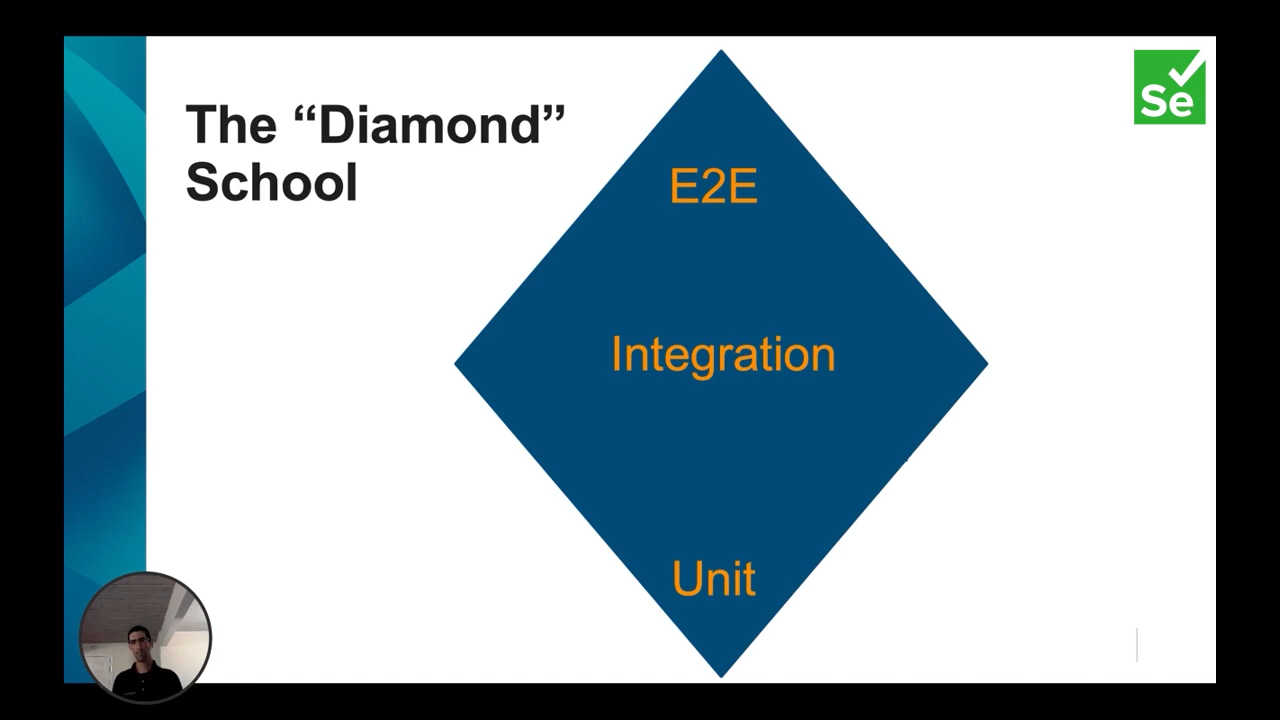 The “Diamond”
School
Se
E2E
Integration
Unit